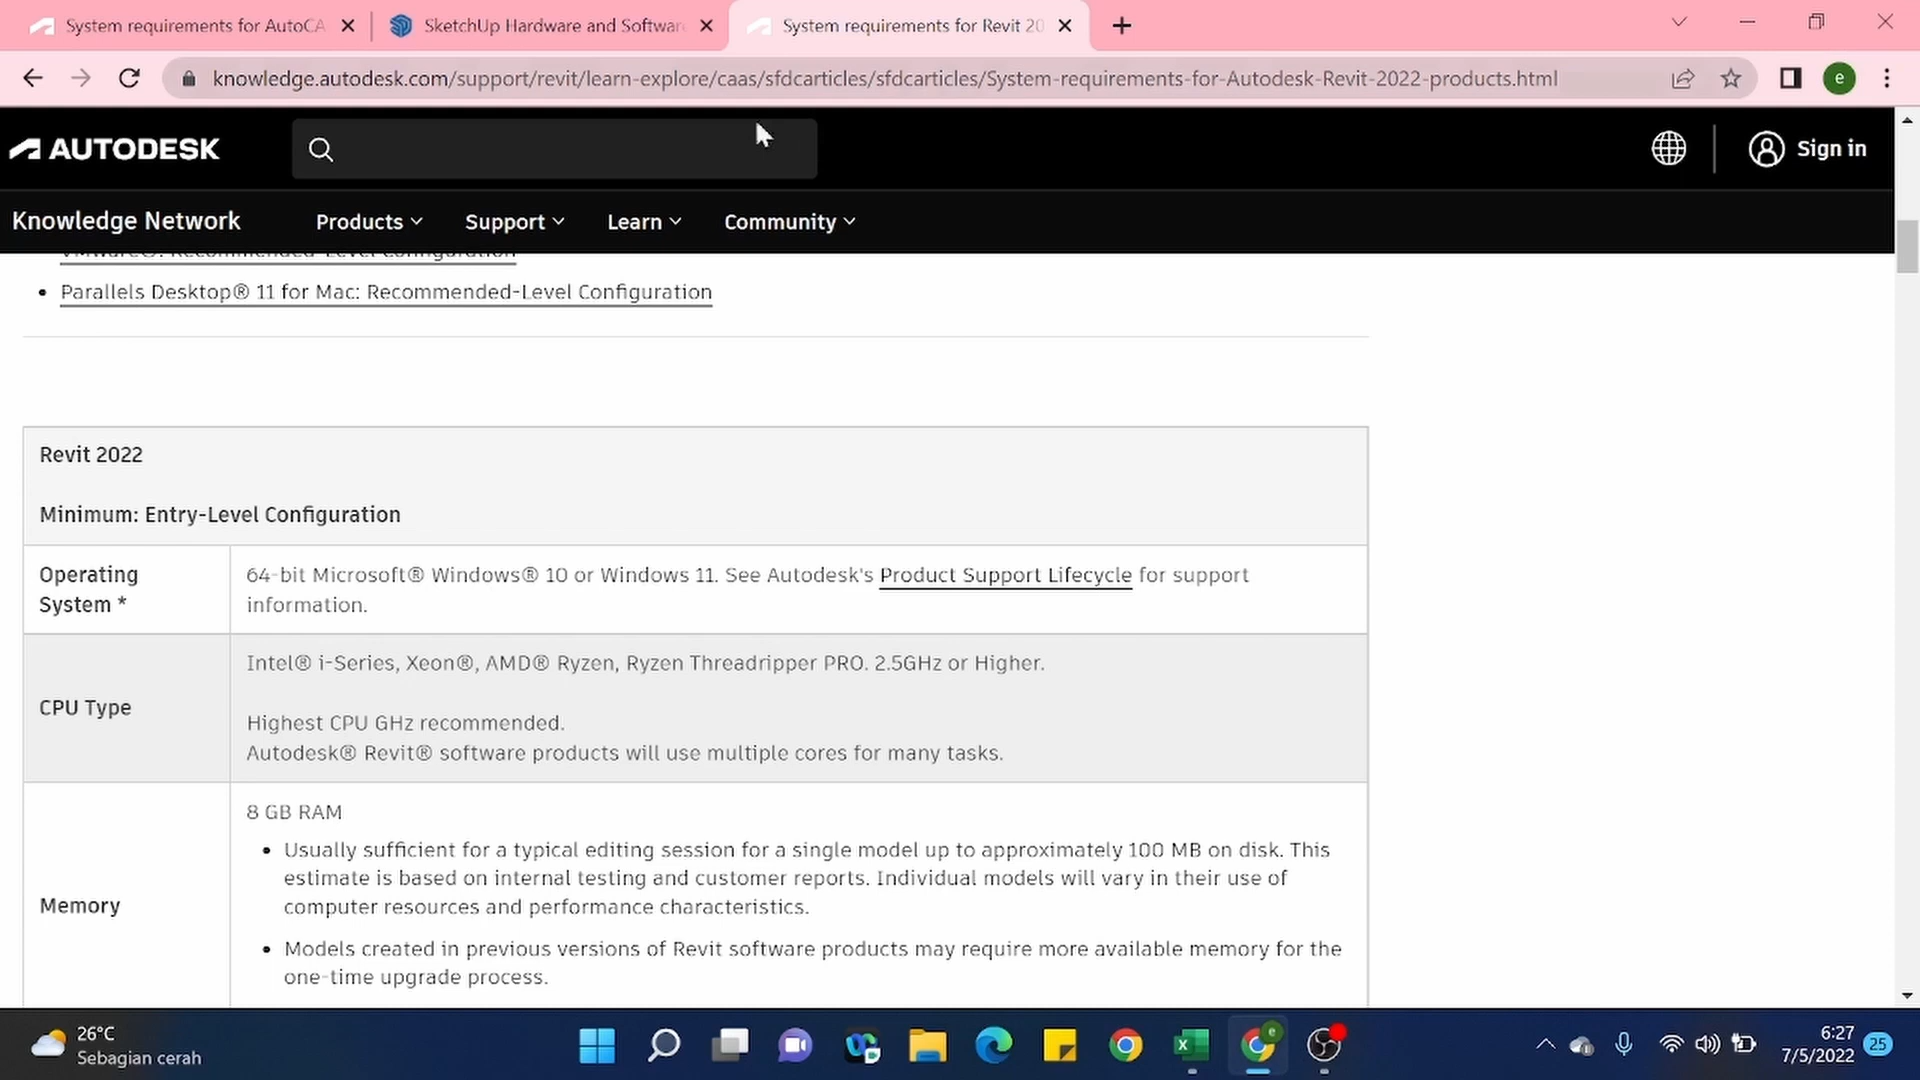 System requirements for AutoCA
SketchUp Hardware and Softwar
System requirements for Revit 20
knowledge.autodesk.com/support/revit/learn-explore/caas/sfdcarticles/sfdcarticles/System-requirements-for-Autodesk-Revit-2022-products.html
e
AUTODESK
Sign in
Knowledge Network
Products
Support
Learn
Community
VMware®: Recommended-Level Configuration
• Parallels Desktop® 11 for Mac: Recommended-Level Configuration
Revit 2022
Minimum: Entry-Level Configuration
Operating
System *
64-bit Microsoft® Windows® 10 or Windows 11. See Autodesk's Product Support Lifecycle for support
information.
CPU Type
Intel® i-Series, Xeon®, AMD® Ryzen, Ryzen Threadripper PRO. 2.5GHz or Higher.
Highest CPU GHz recommended.
Autodesk® Revit® software products will use multiple cores for many tasks.
Memory
8 GB RAM
• Usually sufficient for a typical editing session for a single model up to approximately 100 MB on disk. This
estimate is based on internal testing and customer reports. Individual models will vary in their use of
computer resources and performance characteristics.
• Models created in previous versions of Revit software products may require more available memory for the
one-time upgrade process.
26°C
Sebagian cerah
6:27
7/5/2022
25